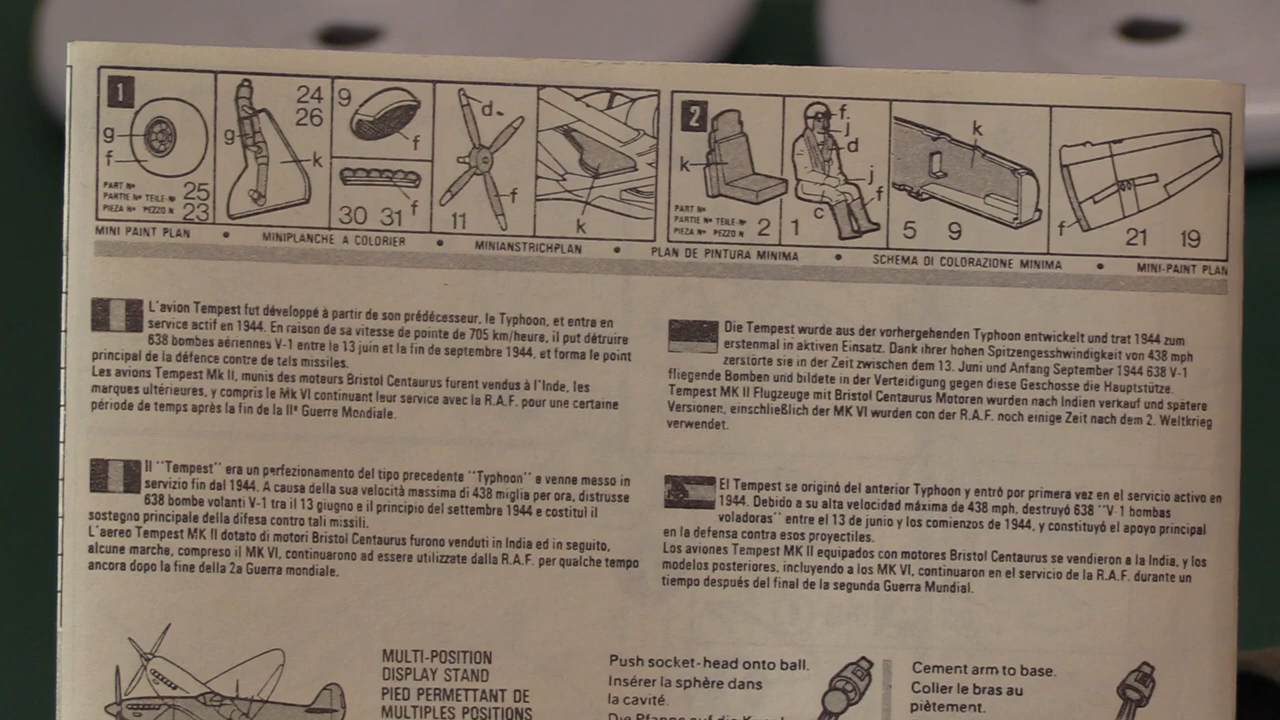 1
g
f
PART Nº
PARTIE Nº TEILE-Nº
PIEZA Nº PEZZO N
25
23
24
26
g
k
9
f
30 31
f
d
f
11
k
2
k
PART Nº
PARTIE Nº TEILE-Nº
PIEZA Nº PEZZO N
2
f
j
d
j
f
c
1
k
5 9
f
21 19
MINI PAINT PLAN • MINIPLANCHE A COLORIER • MINIANSTRICHPLAN • PLAN DE PINTURA MINIMA • SCHEMA DI COLORAZIONE MINIMA • MINI-PAINT PLAN
L'avion Tempest fut développé à partir de son prédécesseur, le Typhoon, et entra en
service actif en 1944. En raison de sa vitesse de pointe de 705 km/heure, il put détruire
638 bombes aériennes V-1 entre le 13 juin et la fin de septembre 1944, et forma le point
principal de la défence contre de tels missiles.
Les avions Tempest Mk II, munis des moteurs Bristol Centaurus furent vendus à l'Inde, les
marques ultérieures, y compris le Mk VI continuant leur service avec la R.A.F. pour une certaine
période de temps après la fin de la IIª Guerre Mondiale.
Die Tempest wurde aus der vorhergehenden Typhoon entwickelt und trat 1944 zum
erstenmal in aktiven Einsatz. Dank ihrer hohen Spitzengesshwindigkeit von 438 mph
zerstörte sie in der Zeit zwischen dem 13. Juni und Anfang September 1944 638 V-1
fliegende Bomben und bildete in der Verteidigung gegen diese Geschosse die Hauptstütze.
Tempest MK II Flugzeuge mit Bristol Centaurus Motoren wurden nach Indien verkauf und spätere
Versionen, einschließlich der MK VI wurden con der R.A.F. noch einige Zeit nach dem 2. Weltkrieg
verwendet.
Il "Tempest" era un perfezionamento del tipo precedente "Typhoon" e venne messo in
servizio fin dal 1944. A causa della sua velocità massima di 438 miglia per ora, distrusse
638 bombe volanti V-1 tra il 13 giugno e il principio del settembre 1944 e costituì il
sostegno principale della difesa contro tali missili.
L'aereo Tempest MK II dotato di motori Bristol Centaurus furono venduti in India ed in seguito,
alcune marche, compreso il MK VI, continuarono ad essere utilizzate dalla R.A.F. per qualche tempo
ancora dopo la fine della 2a Guerra mondiale.
El Tempest se originó del anterior Typhoon y entró por primera vaz en el servicio activo en
1944. Debido a su alta velocidad máxima de 438 mph, destruyó 638 "V-1 bombas
voladoras" entre el 13 de junio y los comienzos de 1944, y constituyó el apoyo principal
en la defensa contra esos proyectiles.
Los aviones Tempest MK II equipados con motores Bristol Centaurus se vendieron a la India, y los
modelos posteriores, incluyendo a los MK VI, continuaron en el servicio de la R.A.F. durante un
tiempo después del final de la segunda Guerra Mundial.
MULTI-POSITION
DISPLAY STAND
PIED PERMETTANT DE
MULTIPLES POSITIONS
Push socket-head onto ball.
Insérer la sphère dans
la cavité.
Die Pfanne auf die Kugel
Cement arm to base.
Coller le bras au
piètement.